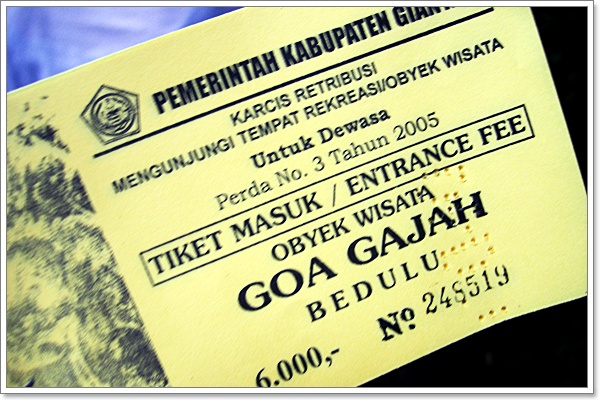 PEMERINTAH KABUPATEN GIANY
KARCIS RETRIBUSI
MENGUNJUNGI TEMPAT REKREASI/OBYEK WISATA
Untuk Dewasa
Perda No. 3 Tahun 2005
TIKET MASUK / ENTRANCE FEE
OBYEK WISATA
GOA GAJAH
BEDULU
Nº 248519
6.000,-